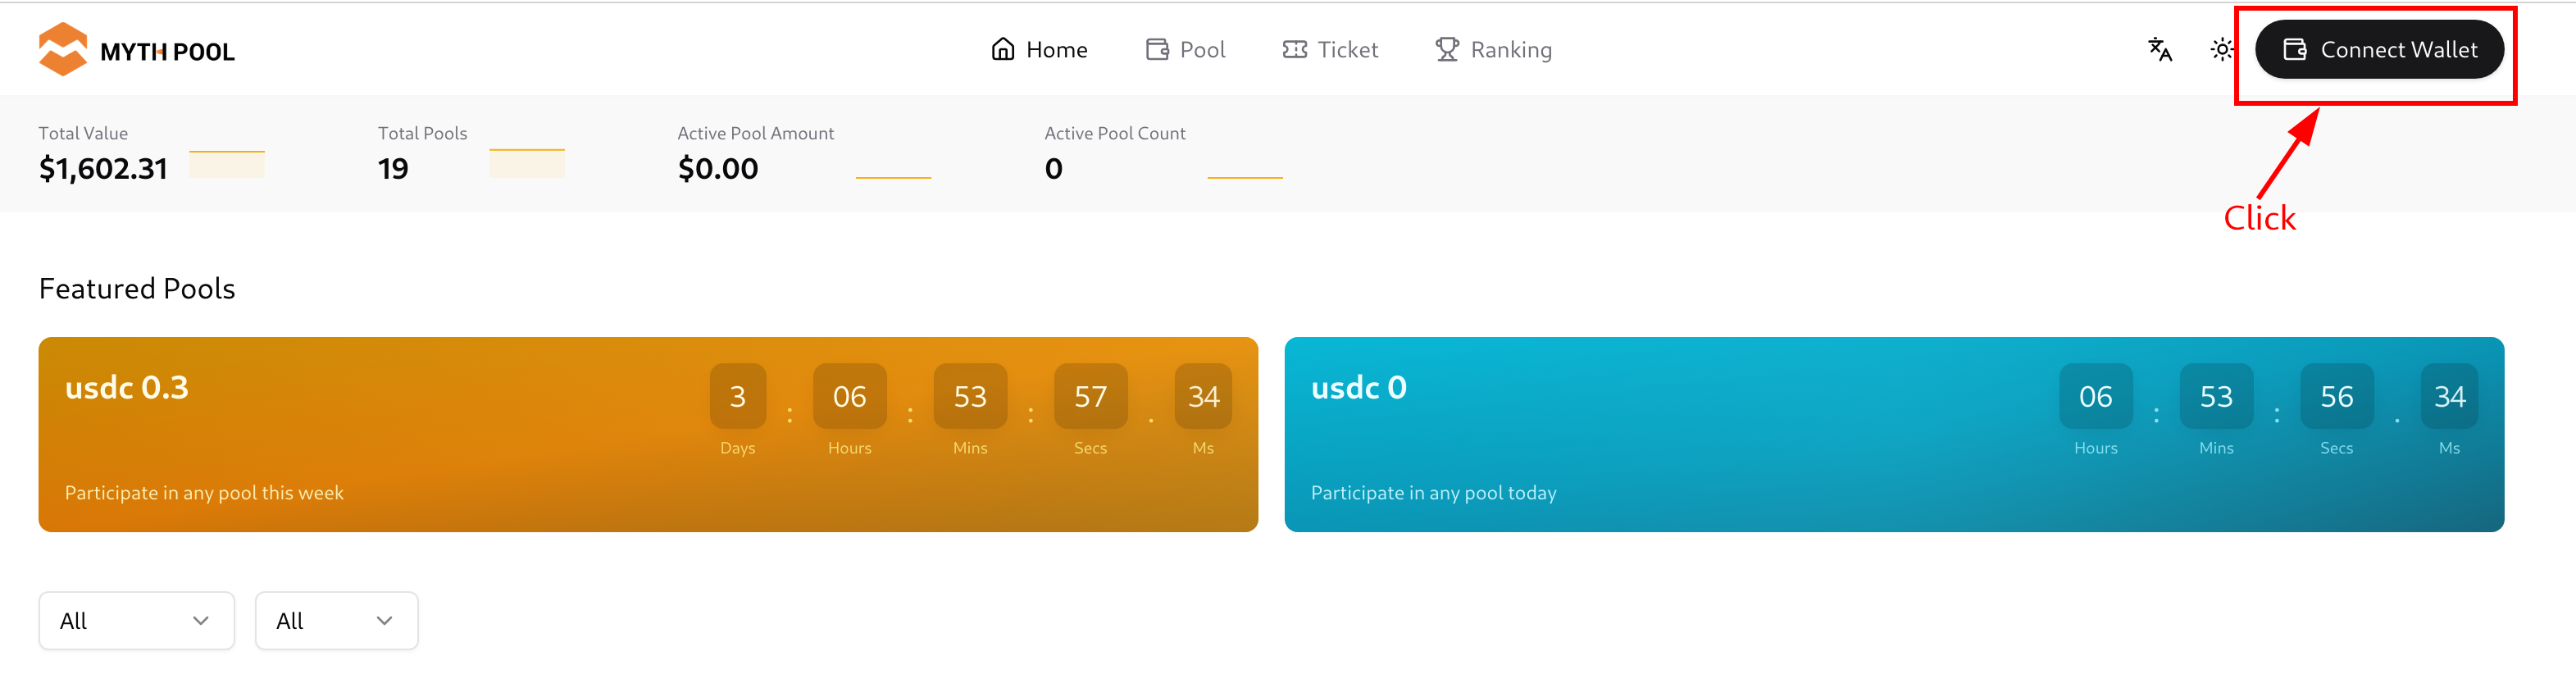 MYTH POOL
Home Pool Ticket Ranking
Connect Wallet
Total Value Total Pools Active Pool Amount Active Pool Count
$1,602.31 19 $0.00 0
Click
Featured Pools
usdc 0.3
3 : 06 : 53 : 57 . 34
Days Hours Mins Secs Ms
Participate in any pool this week
usdc 0
06 : 53 : 56 . 34
Hours Mins Secs Ms
Participate in any pool today
All All